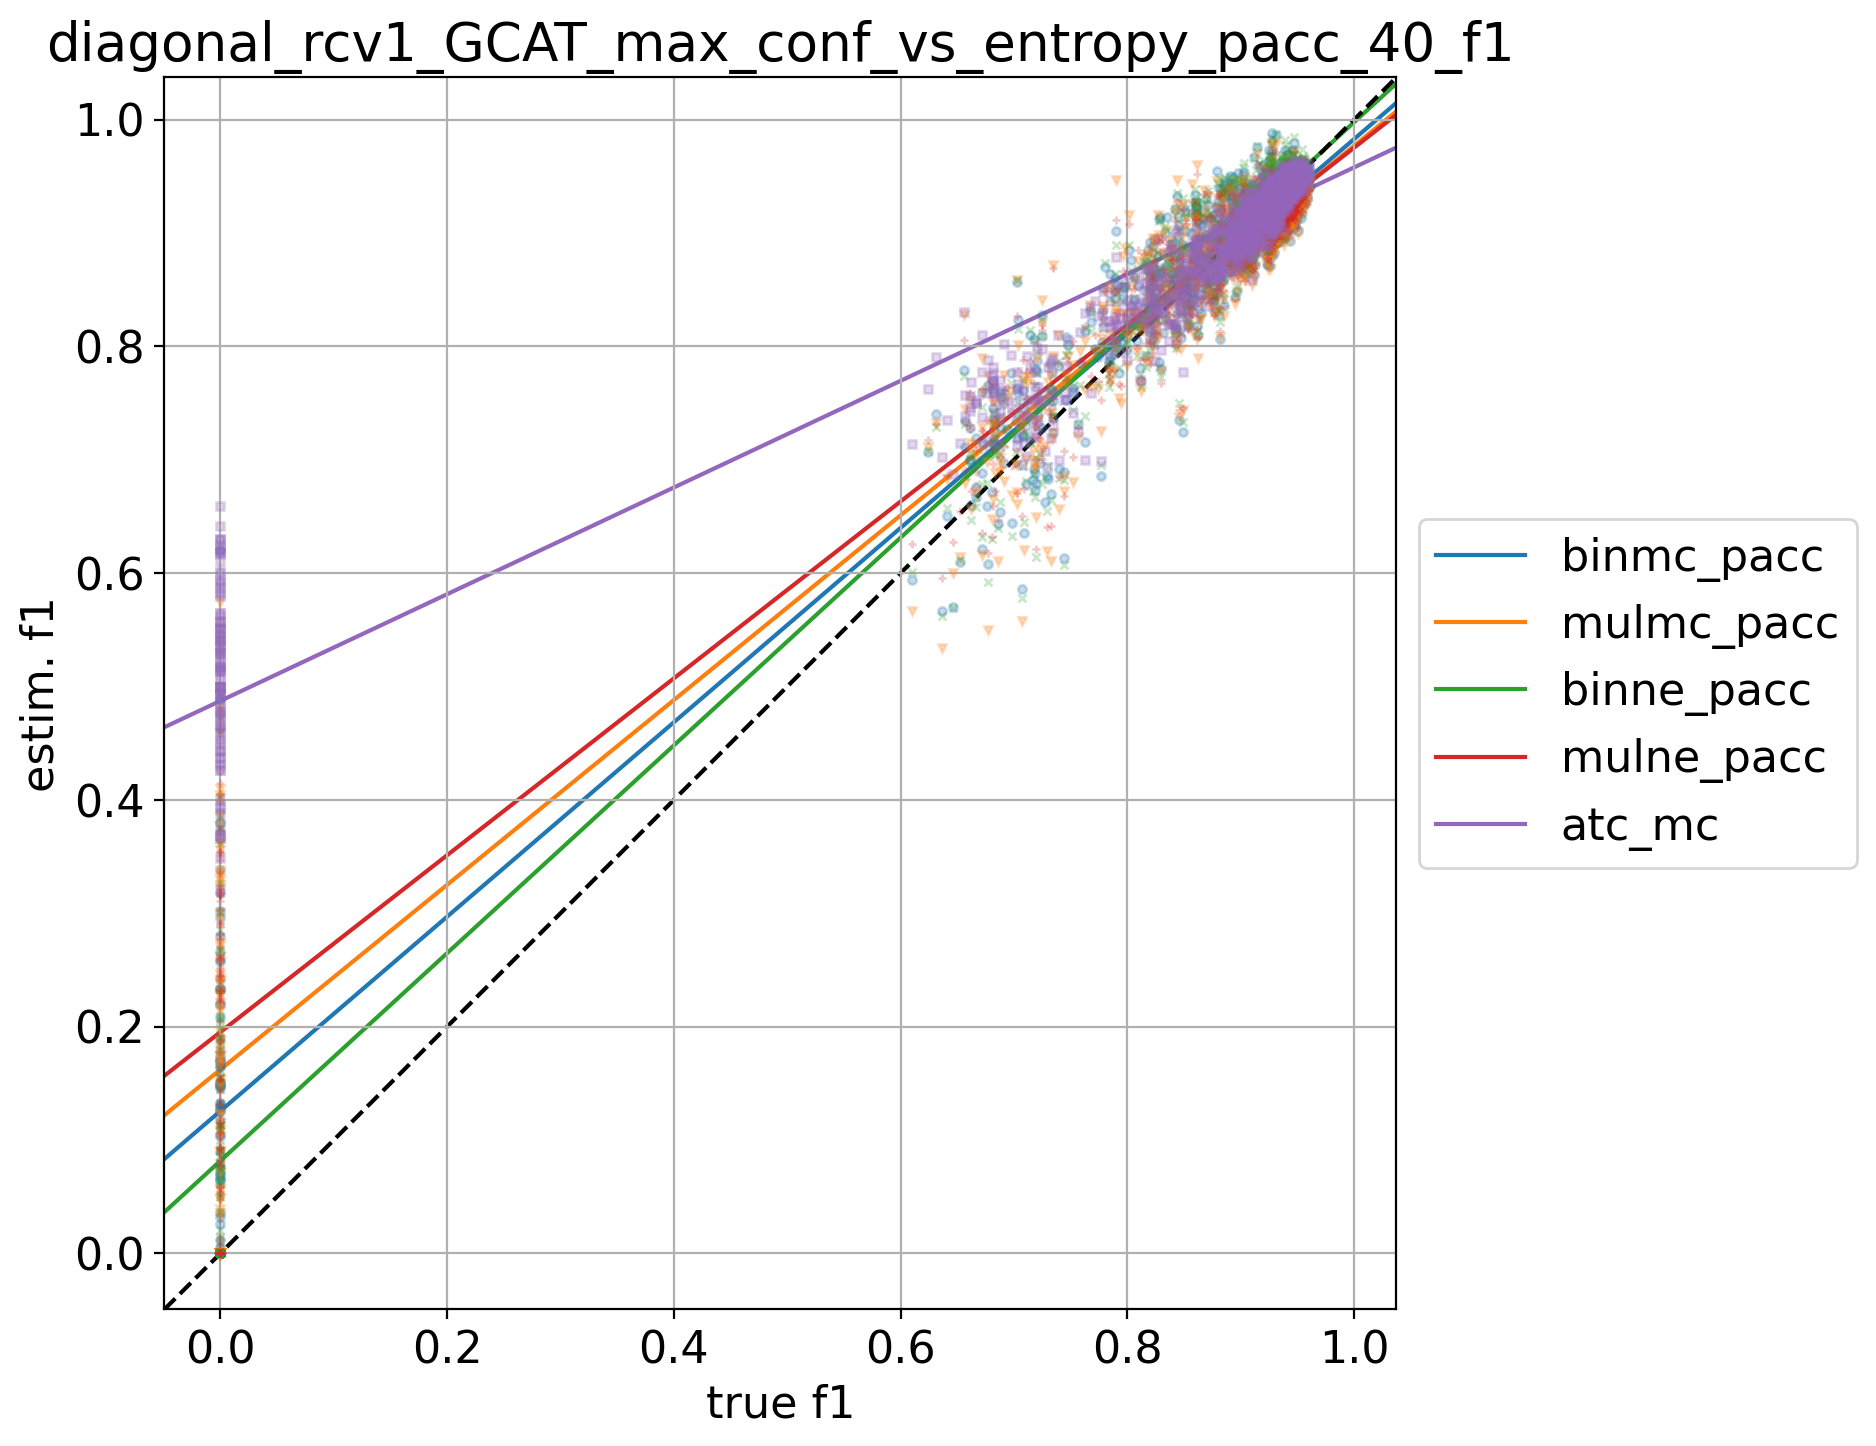 diagonal_rcv1_GCAT_max_conf_vs_entropy_pacc_40_f1
1.0
0.8
0.6
0.4
0.2
0.0
estim. f1
0.0 0.2 0.4 0.6 0.8 1.0
true f1
binmc_pacc
mulmc_pacc
binne_pacc
mulne_pacc
atc_mc